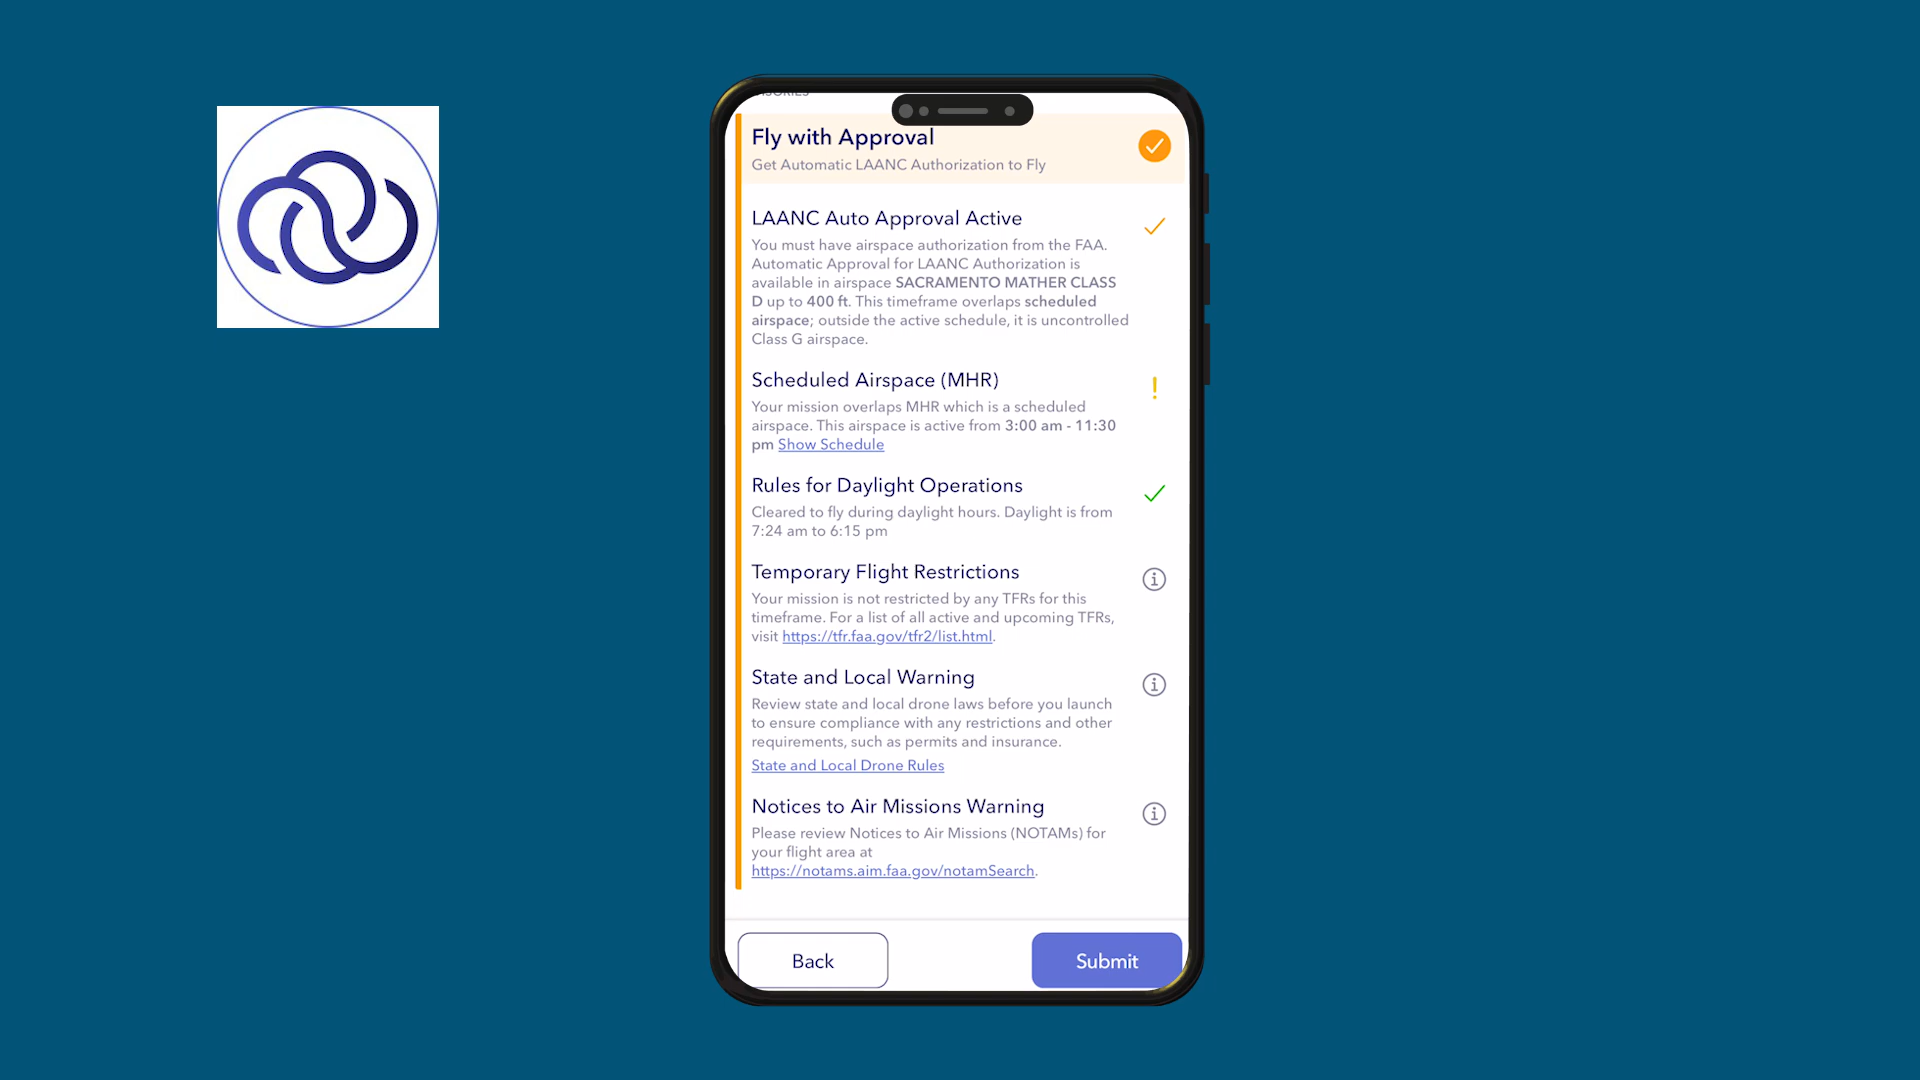 Fly with Approval
Get Automatic LAANC Authorization to Fly
LAANC Auto Approval Active
You must have airspace authorization from the FAA.
Automatic Approval for LAANC Authorization is
available in airspace SACRAMENTO MATHER CLASS
D up to 400 ft. This timeframe overlaps scheduled
airspace; outside the active schedule, it is uncontrolled
Class G airspace.
Scheduled Airspace (MHR)
Your mission overlaps MHR which is a scheduled
airspace. This airspace is active from 3:00 am - 11:30
pm Show Schedule
Rules for Daylight Operations
Cleared to fly during daylight hours. Daylight is from
7:24 am to 6:15 pm
Temporary Flight Restrictions
Your mission is not restricted by any TFRs for this
timeframe. For a list of all active and upcoming TFRs,
visit https://tfr.faa.gov/tfr2/list.html.
State and Local Warning
Review state and local drone laws before you launch
to ensure compliance with any restrictions and other
requirements, such as permits and insurance.
State and Local Drone Rules
Notices to Air Missions Warning
Please review Notices to Air Missions (NOTAMs) for
your flight area at
https://notams.aim.faa.gov/notamSearch.
Back
Submit